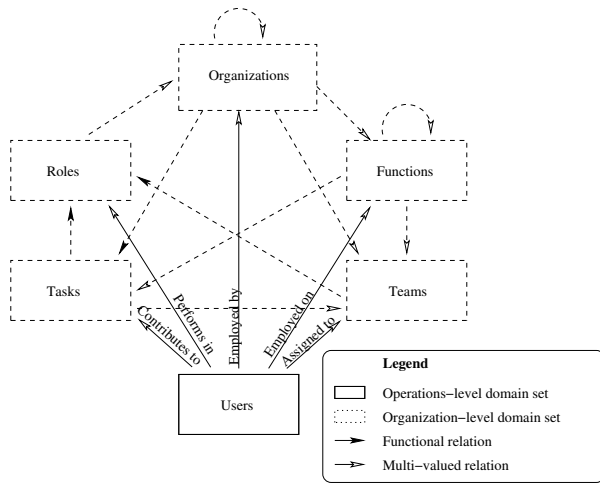 Organizations
Roles
Functions
Tasks
Teams
Contributes to
Performs in
Employed by
Employed on
Assigned to
Users
Legend
Operations−level domain set
Organization−level domain set
Functional relation
Multi−valued relation